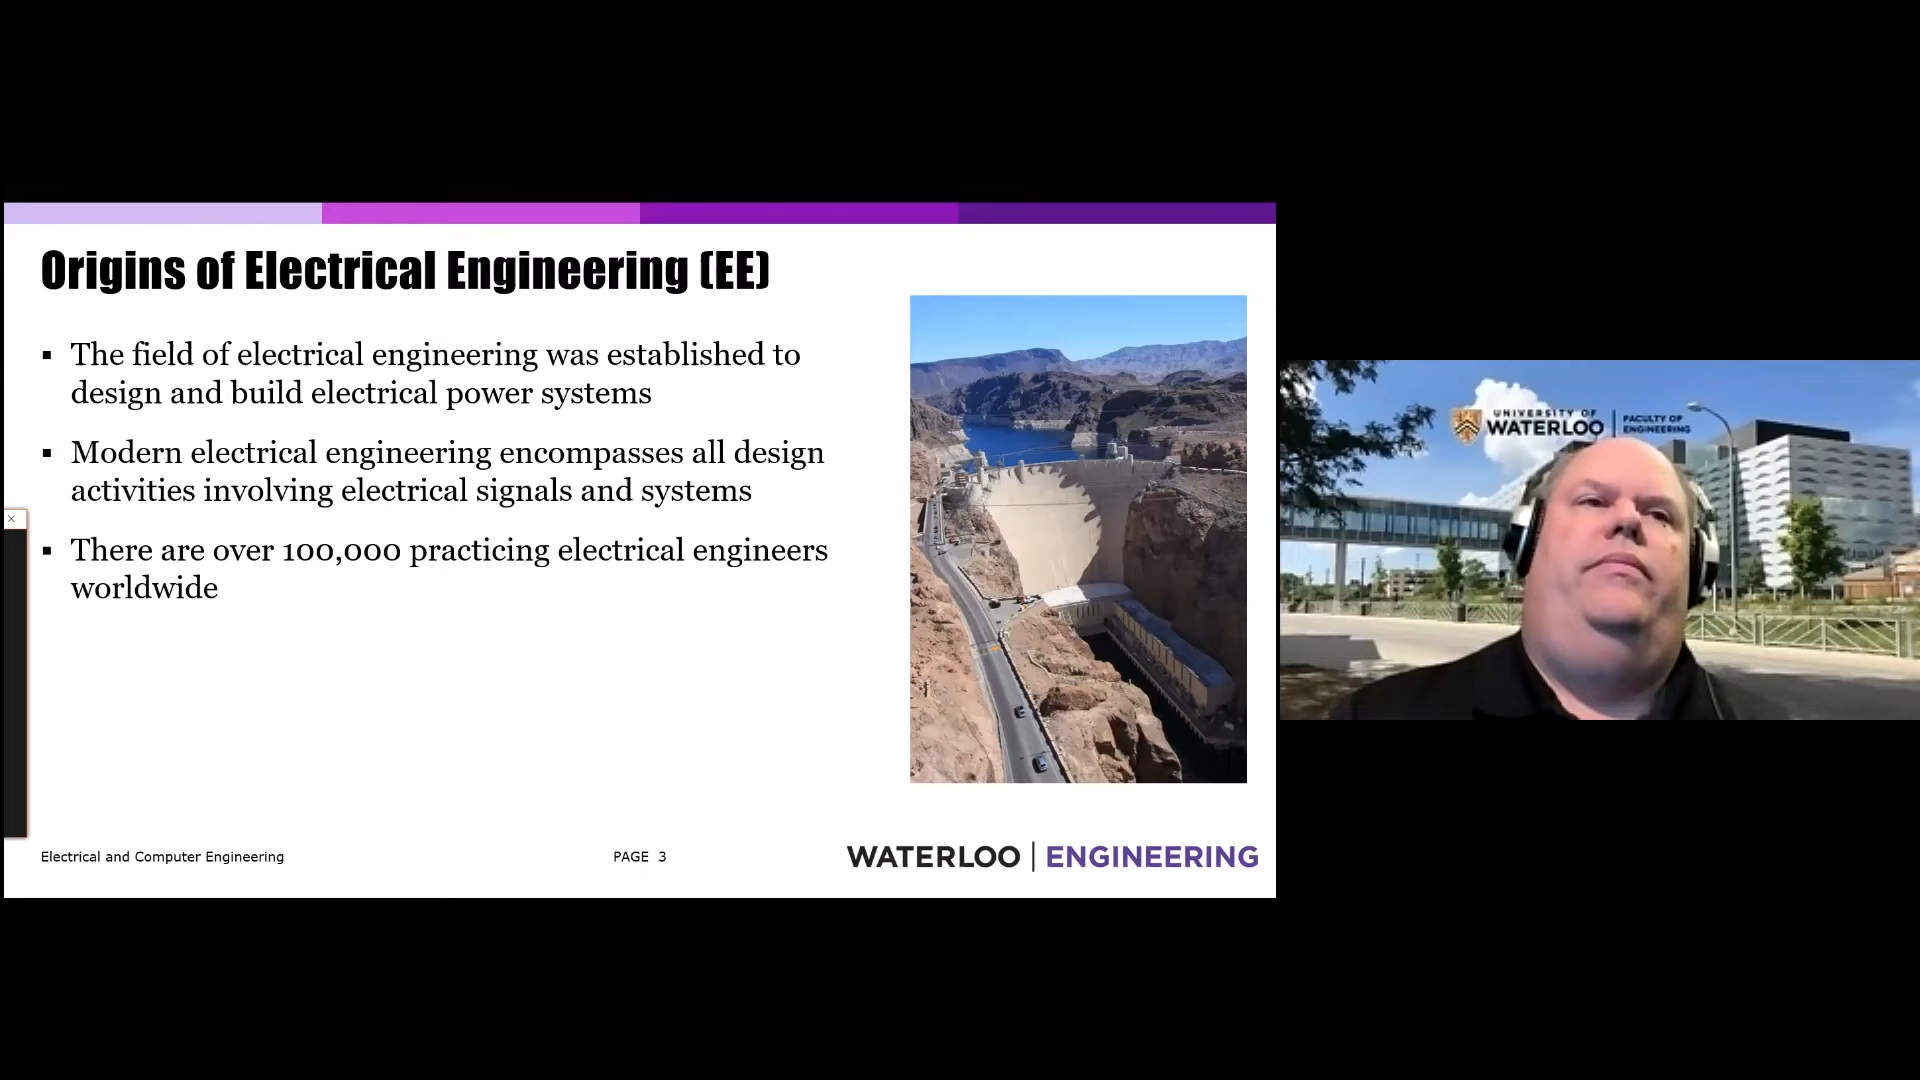 Origins of Electrical Engineering (EE)
▪ The field of electrical engineering was established to
design and build electrical power systems
▪ Modern electrical engineering encompasses all design
activities involving electrical signals and systems
▪ There are over 100,000 practicing electrical engineers
worldwide
Electrical and Computer Engineering
PAGE 3
WATERLOO | ENGINEERING
UNIVERSITY OF
WATERLOO
FACULTY OF
ENGINEERING